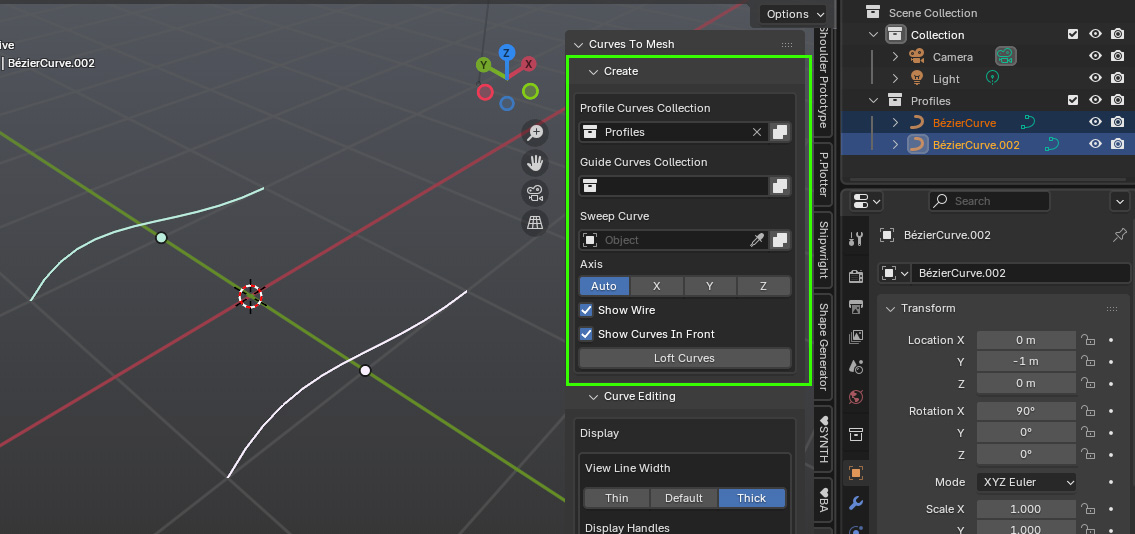 Options
ive
| BézierCurve.002
Z
Y
X
Curves To Mesh
Create
Profile Curves Collection
Profiles
Guide Curves Collection
Sweep Curve
Object
Axis
Auto
X
Y
Z
Show Wire
Show Curves In Front
Loft Curves
Curve Editing
Display
View Line Width
Thin
Default
Thick
Display Handles
Shoulder Prototype
P.Plotter
Shipwright
Shape Generator
♥SYNTH
♥BA
Scene Collection
Collection
Camera
Light
Profiles
BézierCurve
BézierCurve.002
Search
BézierCurve.002
BézierCurve.002
Transform
Location X 0 m
Y -1 m
Z 0 m
Rotation X 90°
Y 0°
Z 0°
Mode XYZ Euler
Scale X 1.000
Y 1.000